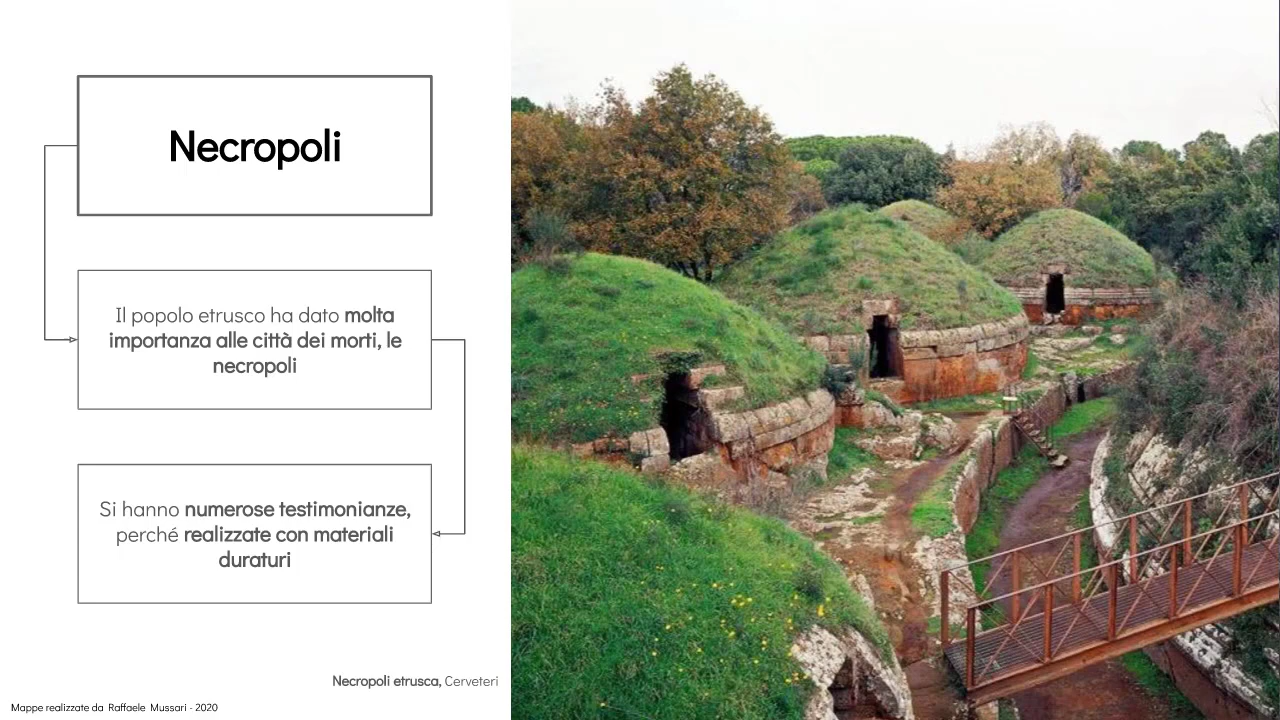 Necropoli
Il popolo etrusco ha dato molta
importanza alle città dei morti, le
necropoli
Si hanno numerose testimonianze,
perché realizzate con materiali
duraturi
Necropoli etrusca, Cerveteri
Mappe realizzate da Raffaele Mussari - 2020